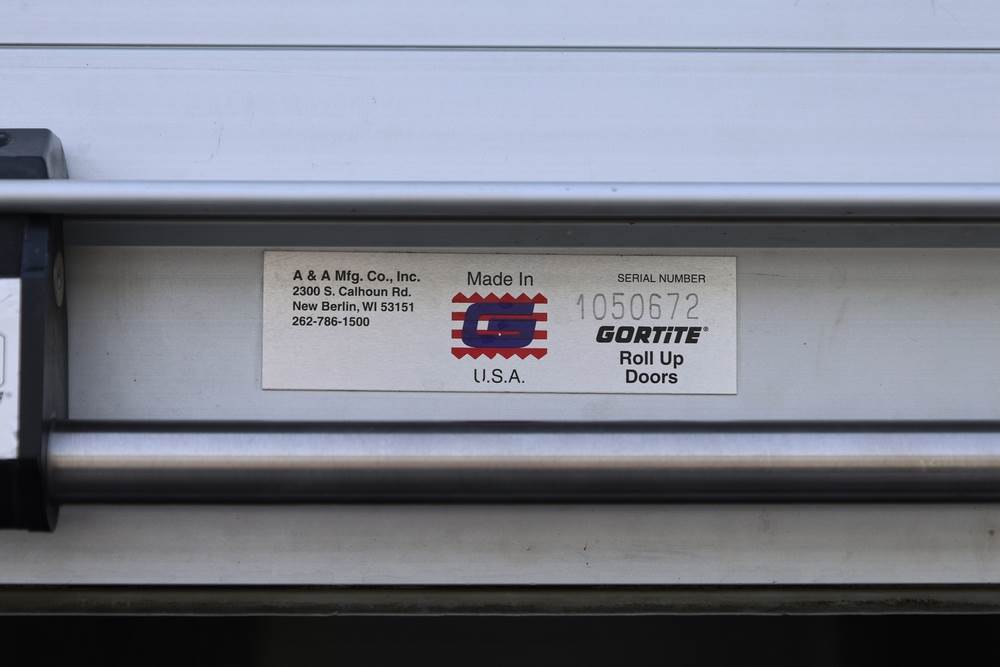 A & A Mfg. Co., Inc.
2300 S. Calhoun Rd.
New Berlin, WI 53151
262-786-1500
Made In
G
U.S.A.
SERIAL NUMBER
1050672
GORTITE®
Roll Up
Doors